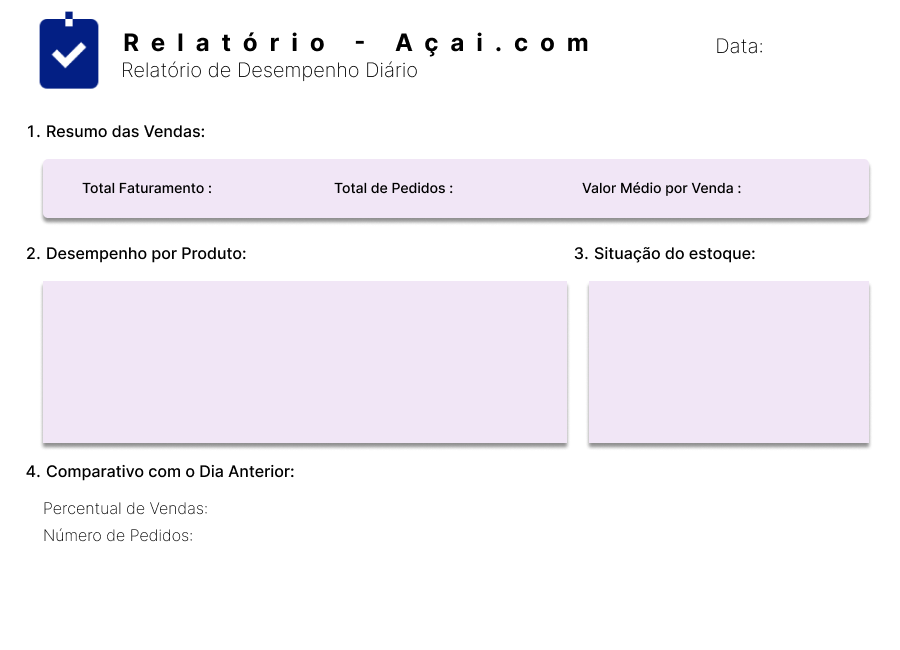 Relatório - Açai.com
Data:
Relatório de Desempenho Diário
1. Resumo das Vendas:
Total Faturamento :
Total de Pedidos :
Valor Médio por Venda :
2. Desempenho por Produto:
3. Situação do estoque:
4. Comparativo com o Dia Anterior:
Percentual de Vendas:
Número de Pedidos: